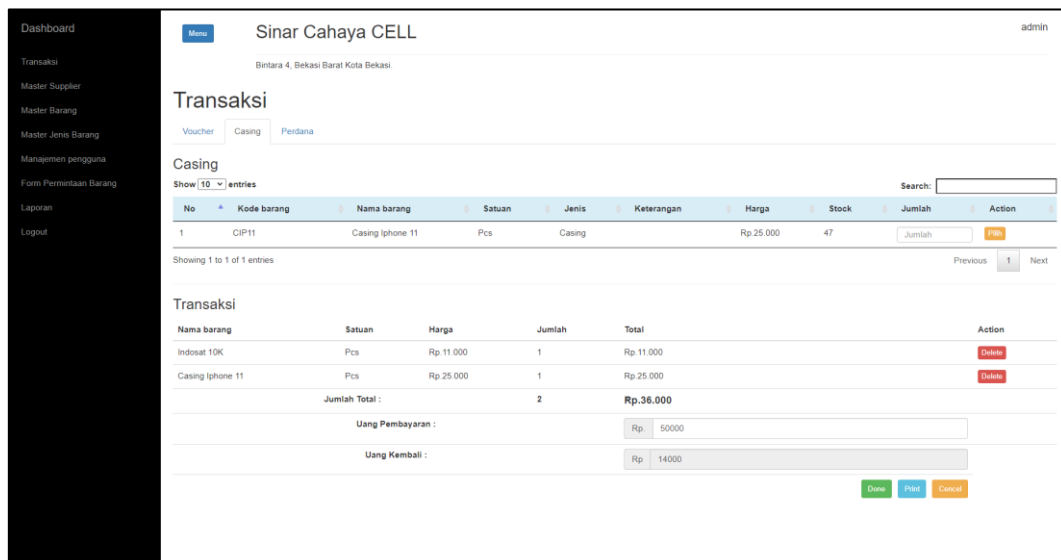 Dashboard
Transaksi
Master Supplier
Master Barang
Master Jenis Barang
Manajemen pengguna
Form Permintaan Barang
Laporan
Logout
Menu
Sinar Cahaya CELL
admin
Bintara 4, Bekasi Barat Kota Bekasi.
Transaksi
Voucher Casing Perdana
Casing
Show 10 entries Search:
No Kode barang Nama barang Satuan Jenis Keterangan Harga Stock Jumlah Action
1 CIP11 Casing Iphone 11 Pcs Casing Rp.25.000 47 Jumlah Pilih
Showing 1 to 1 of 1 entries Previous 1 Next
Transaksi
Nama barang Satuan Harga Jumlah Total Action
Indosat 10K Pcs Rp.11.000 1 Rp.11.000 Delete
Casing Iphone 11 Pcs Rp.25.000 1 Rp.25.000 Delete
Jumlah Total : 2 Rp.36.000
Uang Pembayaran : Rp. 50000
Uang Kembali : Rp 14000
Done Print Cancel